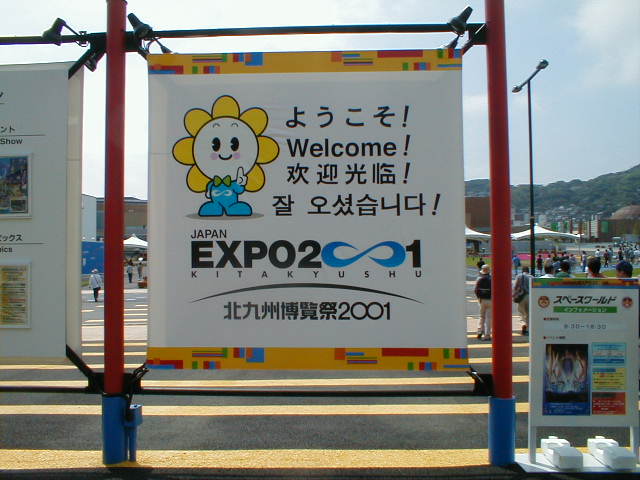 ようこそ!
Welcome!
欢迎光临!
잘 오셨습니다!
JAPAN
EXPO2001
KITAKYUSHU
北九州博覧祭2001
Show
スペースワールド
インフォメーション
9:30~18:30